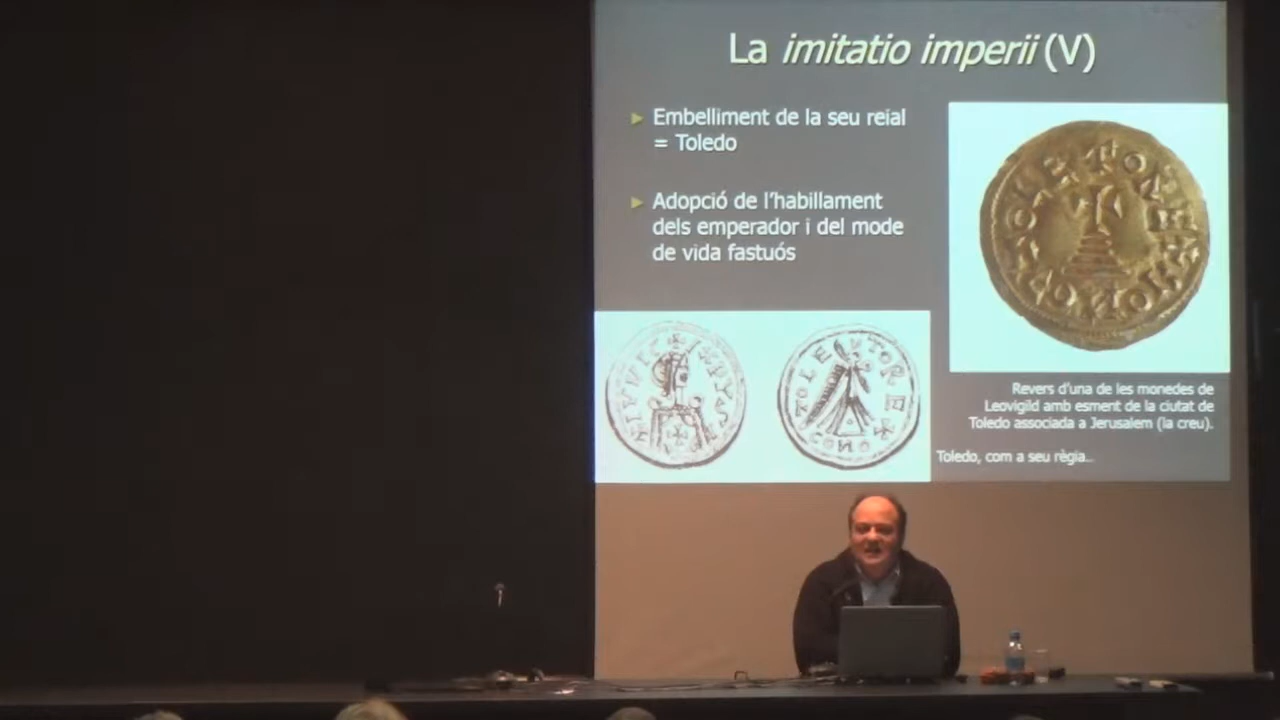 La imitatio imperii (V)
Embelliment de la seu reial
= Toledo
Adopció de l'habillament
dels emperador i del mode
de vida fastuós
Revers d'una de les monedes de
Leovigild amb esment de la ciutat de
Toledo associada a Jerusalem (la creu).
Toledo, com a seu règia...